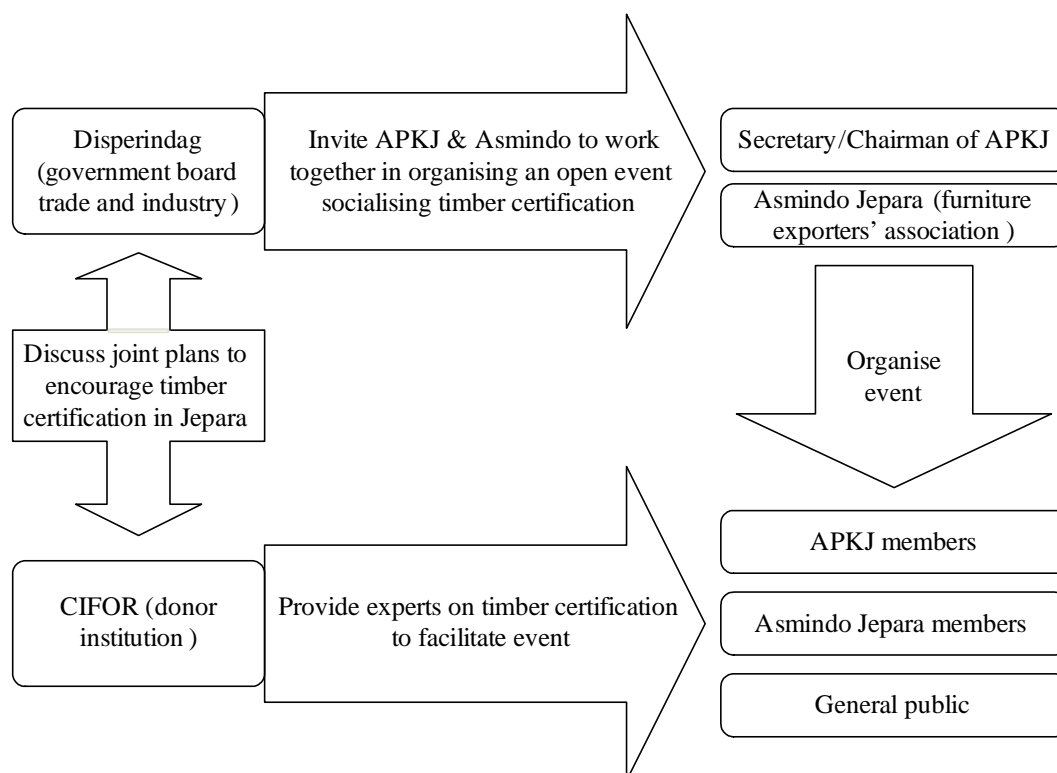 Disperindag
(government board
trade and industry )
Invite APKJ & Asmindo to work
together in organising an open event
socialising timber certification
Secretary/Chairman of APKJ
Asmindo Jepara (furniture
exporters’ association )
Discuss joint plans to
encourage timber
certification in Jepara
Organise
event
CIFOR (donor
institution )
Provide experts on timber certification
to facilitate event
APKJ members
Asmindo Jepara members
General public